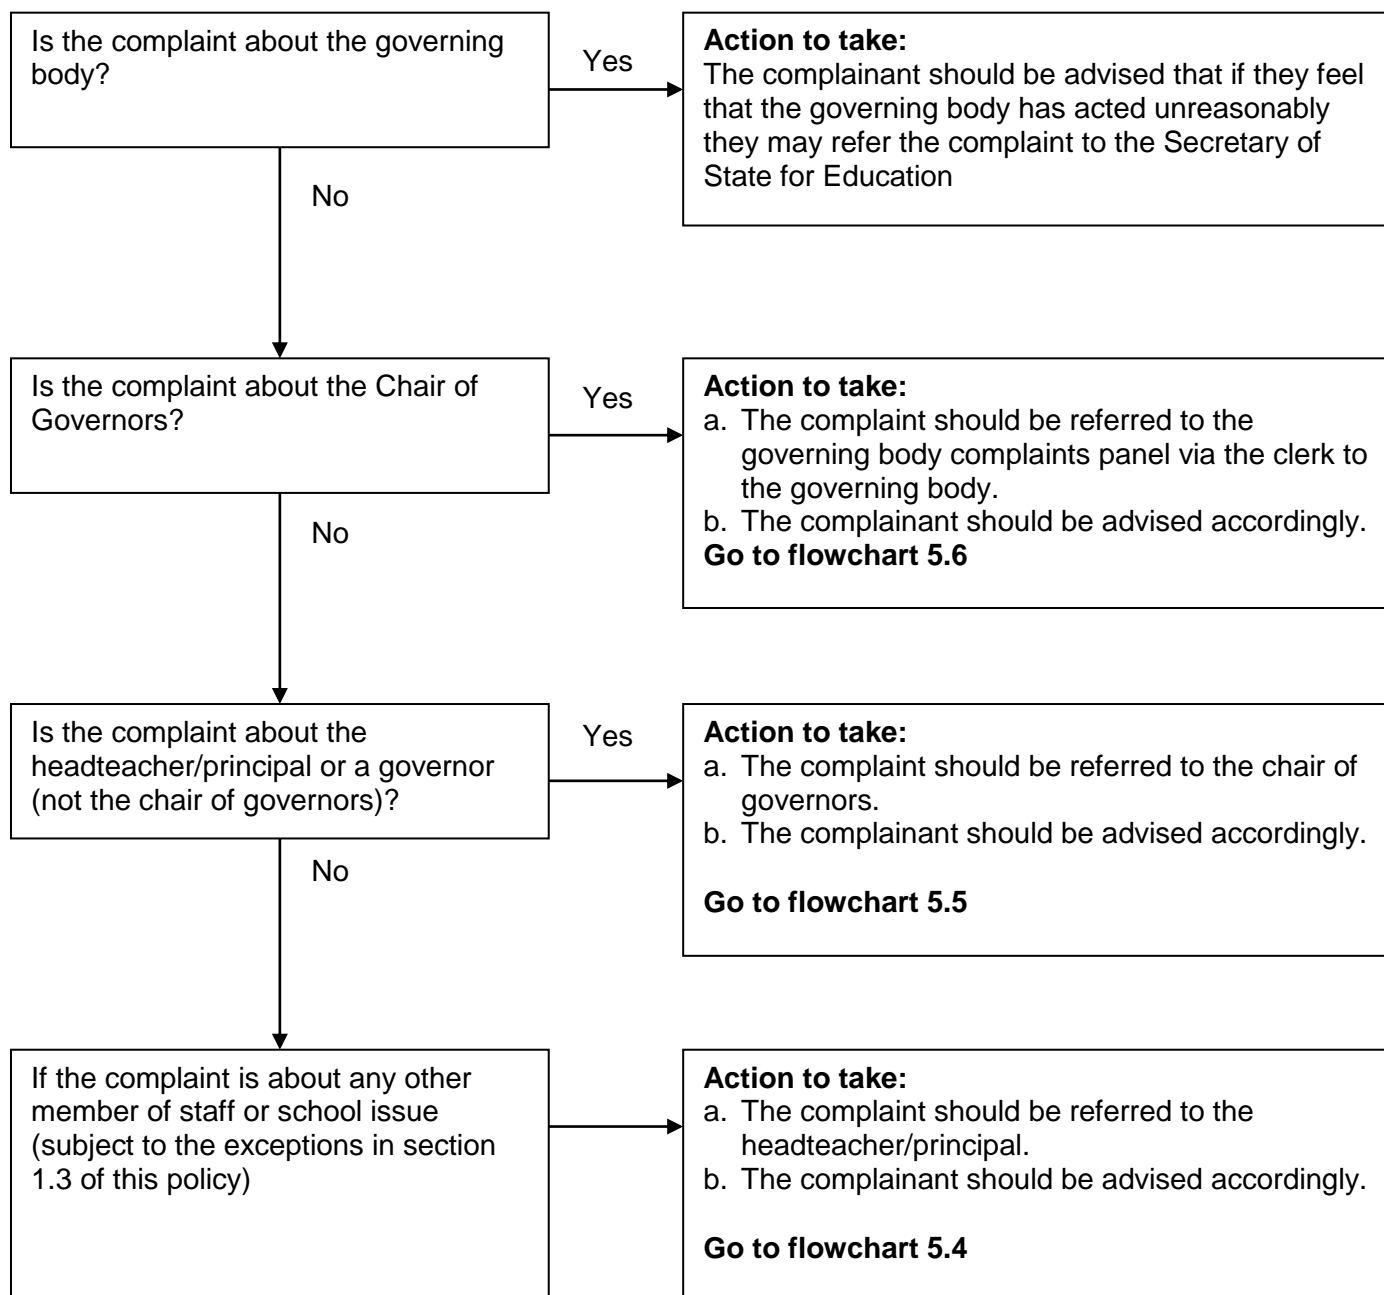 Is the complaint about the governing
body?
Yes
Action to take:
The complainant should be advised that if they feel
that the governing body has acted unreasonably
they may refer the complaint to the Secretary of
State for Education
No
Is the complaint about the Chair of
Governors?
Yes
Action to take:
a. The complaint should be referred to the
governing body complaints panel via the clerk to
the governing body.
b. The complainant should be advised accordingly.
Go to flowchart 5.6
No
Is the complaint about the
headteacher/principal or a governor
(not the chair of governors)?
Yes
Action to take:
a. The complaint should be referred to the chair of
governors.
b. The complainant should be advised accordingly.
Go to flowchart 5.5
No
If the complaint is about any other
member of staff or school issue
(subject to the exceptions in section
1.3 of this policy)
Action to take:
a. The complaint should be referred to the
headteacher/principal.
b. The complainant should be advised accordingly.
Go to flowchart 5.4